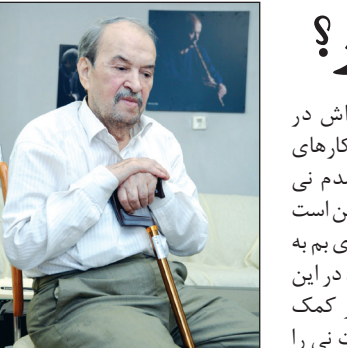 ؟
اش در
کارهای
دم نی
ن است
ی بم به
در این
ر کمک
ت نی را